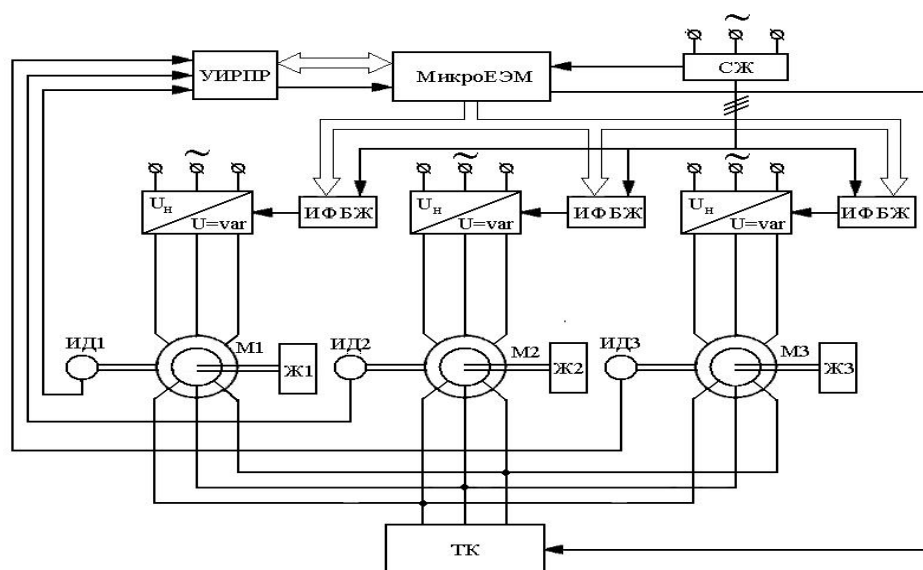 ~
УИРПР
МикроЕЭМ
СЖ
~
~
~
Uн
U=var
ИФБЖ
Uн
U=var
ИФБЖ
Uн
U=var
ИФБЖ
ИД1
М1
Ж1
ИД2
М2
Ж2
ИД3
М3
Ж3
ТК